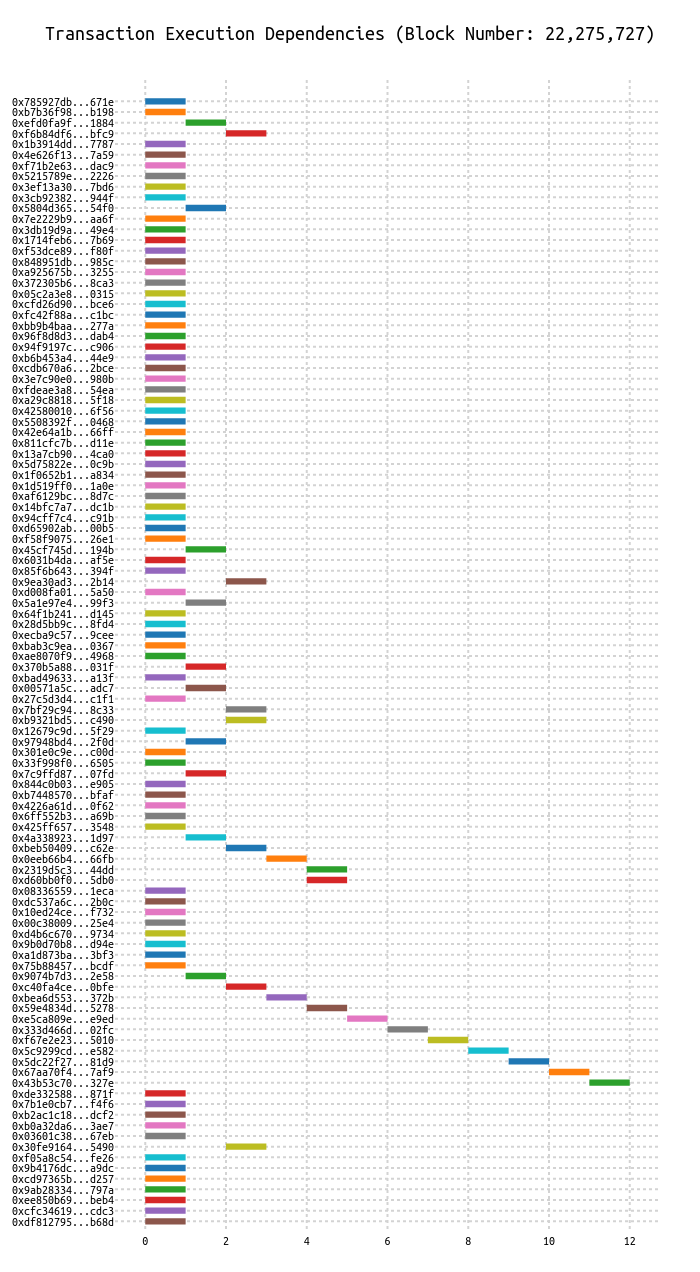 Transaction Execution Dependencies (Block Number: 22,275,727)
0x785927db...671e
0xb7b36f98...b198
0xefd0fa9f...1884
0xf6b84df6...bfc9
0x1b3914dd...7787
0x4e626f13...7a59
0xf71b2e63...dac9
0x5215789e...2226
0x3ef13a30...7bd6
0x3cb92382...944f
0x5804d365...54f0
0x7e2229b9...aa6f
0x3db19d9a...49e4
0x1714feb6...7b69
0xf53dce89...f80f
0x848951db...985c
0xa925675b...3255
0x372305b6...8ca3
0x05c2a3e8...0315
0xcfd26d90...bce6
0xfc42f88a...c1bc
0xbb9b4baa...277a
0x96f8d8d3...dab4
0x94f9197c...c906
0xb6b453a4...44e9
0xcdb670a6...2bce
0x3e7c90e0...980b
0xfdeae3a8...54ea
0xa29c8818...5f18
0x42580010...6f56
0x5508392f...0468
0x42e64a1b...66ff
0x811cfc7b...d11e
0x13a7cb90...4ca0
0x5d75822e...0c9b
0x1f0652b1...a834
0x1d519ff0...1a0e
0xaf6129bc...8d7c
0x14bfc7a7...dc1b
0x94cff7c4...c91b
0xd65902ab...00b5
0xf58f9075...26e1
0x45cf745d...194b
0x6031b4da...af5e
0x85f6b643...394f
0x9ea30ad3...2b14
0xd008fa01...5a50
0x5a1e97e4...99f3
0x64f1b241...d145
0x28d5bb9c...8fd4
0xecba9c57...9cee
0xbab3c9ea...0367
0xae8070f9...4968
0x370b5a88...031f
0xbad49633...a13f
0x00571a5c...adc7
0x27c5d3d4...c1f1
0x7bf29c94...8c33
0xb9321bd5...c490
0x12679c9d...5f29
0x97948bd4...2f0d
0x301e0c9e...c00d
0x33f998f0...6505
0x7c9ffd87...07fd
0x844c0b03...e905
0xb7448570...bfaf
0x4226a61d...0f62
0x6ff552b3...a69b
0x425ff657...3548
0x4a338923...1d97
0xbeb50409...c62e
0x0eeb66b4...66fb
0x2319d5c3...44dd
0xd60bb0f0...5db0
0x08336559...1eca
0xdc537a6c...2b0c
0x10ed24ce...f732
0x00c38009...25e4
0xd4b6c670...9734
0x9b0d70b8...d94e
0xa1d873ba...3bf3
0x75b88457...bcdf
0x9074b7d3...2e58
0xc40fa4ce...0bfe
0xbea6d553...372b
0x59e4834d...5278
0xe5ca809e...e9ed
0x333d466d...02fc
0xf67e2e23...5010
0x5c9299cd...e582
0x5dc22f27...81d9
0x67aa70f4...7af9
0x43b53c70...327e
0xde332588...871f
0x7b1e0cb7...f4f6
0xb2ac1c18...dcf2
0xb0a32da6...3ae7
0x03601c38...67eb
0x30fe9164...5490
0xf05a8c54...fe26
0x9b4176dc...a9dc
0xcd97365b...d257
0x9ab28334...797a
0xee850b69...beb4
0xcfc34619...cdc3
0xdf812795...b68d
0 2 4 6 8 10 12